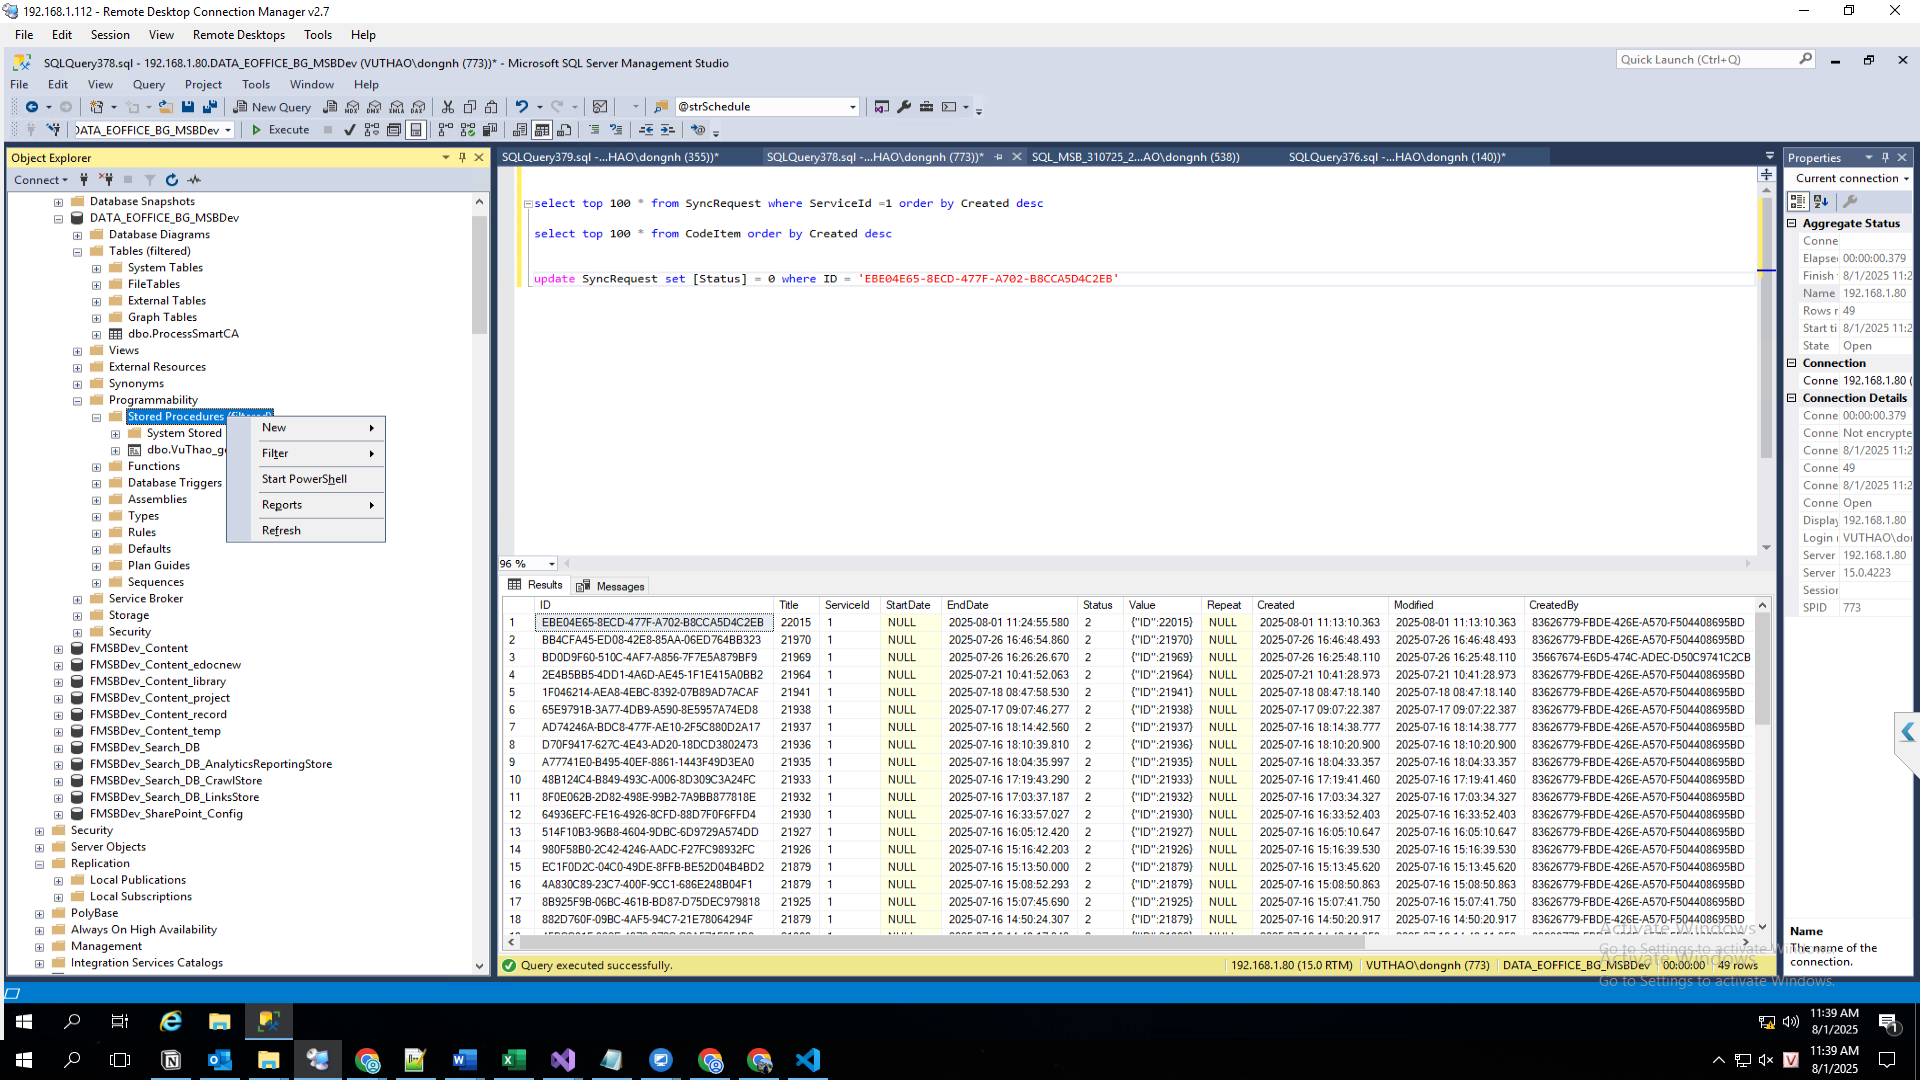 192.168.1.112 - Remote Desktop Connection Manager v2.7
File Edit Session View Remote Desktops Tools Help
SQLQuery378.sql - 192.168.1.80.DATA_EOFFICE_BG_MSBDev (VUTHAO\dongnh (773))* - Microsoft SQL Server Management Studio
Quick Launch (Ctrl+Q)
File Edit View Query Project Tools Window Help
New Query @strSchedule
DATA_EOFFICE_BG_MSBDev Execute
Object Explorer
Connect
Database Snapshots
DATA_EOFFICE_BG_MSBDev
Database Diagrams
Tables (filtered)
System Tables
FileTables
External Tables
Graph Tables
dbo.ProcessSmartCA
Views
External Resources
Synonyms
Programmability
Stored Procedures (filtered)
System Stored
dbo.VuThao_g
Functions
Database Triggers
Assemblies
Types
Rules
Defaults
Plan Guides
Sequences
Service Broker
Storage
Security
FMSBDev_Content
FMSBDev_Content_edocnew
FMSBDev_Content_library
FMSBDev_Content_project
FMSBDev_Content_record
FMSBDev_Content_temp
FMSBDev_Search_DB
FMSBDev_Search_DB_AnalyticsReportingStore
FMSBDev_Search_DB_CrawlStore
FMSBDev_Search_DB_LinksStore
FMSBDev_SharePoint_Config
Security
Server Objects
Replication
Local Publications
Local Subscriptions
PolyBase
Always On High Availability
Management
Integration Services Catalogs
New
Filter
Start PowerShell
Reports
Refresh
SQLQuery379.sql -...HAO\dongnh (355))* SQLQuery378.sql -...HAO\dongnh (773))* SQL_MSB_310725_2...AO\dongnh (538)) SQLQuery376.sql -...HAO\dongnh (140))*
select top 100 * from SyncRequest where ServiceId =1 order by Created desc
select top 100 * from CodeItem order by Created desc
update SyncRequest set [Status] = 0 where ID = 'EBE04E65-8ECD-477F-A702-B8CCA5D4C2EB'
96 %
Results Messages
ID Title ServiceId StartDate EndDate Status Value Repeat Created Modified CreatedBy
1 EBE04E65-8ECD-477F-A702-B8CCA5D4C2EB 22015 1 NULL 2025-08-01 11:24:55.580 2 {"ID":22015} NULL 2025-08-01 11:13:10.363 2025-08-01 11:13:10.363 83626779-FBDE-426E-A570-F504408695BD
2 BB4CFA45-ED08-42E8-85AA-06ED764BB323 21970 1 NULL 2025-07-26 16:46:54.860 2 {"ID":21970} NULL 2025-07-26 16:46:48.493 2025-07-26 16:46:48.493 83626779-FBDE-426E-A570-F504408695BD
3 BD0D9F60-510C-4AF7-A856-7F7E5A879BF9 21969 1 NULL 2025-07-26 16:26:26.670 2 {"ID":21969} NULL 2025-07-26 16:25:48.110 2025-07-26 16:25:48.110 35667674-E6D5-474C-ADEC-D50C9741C2CB
4 2E4B5BB5-4DD1-4A6D-AE45-1F1E415A0BB2 21964 1 NULL 2025-07-21 10:41:52.063 2 {"ID":21964} NULL 2025-07-21 10:41:28.973 2025-07-21 10:41:28.973 83626779-FBDE-426E-A570-F504408695BD
5 1F046214-AEA8-4EBC-8392-07B89AD7ACAF 21941 1 NULL 2025-07-18 08:47:58.530 2 {"ID":21941} NULL 2025-07-18 08:47:18.140 2025-07-18 08:47:18.140 83626779-FBDE-426E-A570-F504408695BD
6 65E9791B-3A77-4DB9-A590-8E5957A74ED8 21938 1 NULL 2025-07-17 09:07:46.277 2 {"ID":21938} NULL 2025-07-17 09:07:22.387 2025-07-17 09:07:22.387 83626779-FBDE-426E-A570-F504408695BD
7 AD74246A-BDC8-477F-AE10-2F5C880D2A17 21937 1 NULL 2025-07-16 18:14:42.560 2 {"ID":21937} NULL 2025-07-16 18:14:38.777 2025-07-16 18:14:38.777 83626779-FBDE-426E-A570-F504408695BD
8 D70F9417-627C-4E43-AD20-18DCD3802473 21936 1 NULL 2025-07-16 18:10:39.810 2 {"ID":21936} NULL 2025-07-16 18:10:20.900 2025-07-16 18:10:20.900 83626779-FBDE-426E-A570-F504408695BD
9 A77741E0-B495-40EF-8861-1443F49D3EA0 21935 1 NULL 2025-07-16 18:04:35.997 2 {"ID":21935} NULL 2025-07-16 18:04:33.357 2025-07-16 18:04:33.357 83626779-FBDE-426E-A570-F504408695BD
10 48B124C4-B849-493C-A006-8D309C3A24FC 21933 1 NULL 2025-07-16 17:19:43.290 2 {"ID":21933} NULL 2025-07-16 17:19:41.460 2025-07-16 17:19:41.460 83626779-FBDE-426E-A570-F504408695BD
11 8F0E062B-2D82-498E-99B2-7A9BB877818E 21932 1 NULL 2025-07-16 17:03:37.187 2 {"ID":21932} NULL 2025-07-16 17:03:34.327 2025-07-16 17:03:34.327 83626779-FBDE-426E-A570-F504408695BD
12 64936EFC-FE16-4926-8CFD-88D7F0F6FFD4 21930 1 NULL 2025-07-16 16:33:57.027 2 {"ID":21930} NULL 2025-07-16 16:33:52.403 2025-07-16 16:33:52.403 83626779-FBDE-426E-A570-F504408695BD
13 514F10B3-96B8-4604-9DBC-6D9729A574DD 21927 1 NULL 2025-07-16 16:05:12.420 2 {"ID":21927} NULL 2025-07-16 16:05:10.647 2025-07-16 16:05:10.647 83626779-FBDE-426E-A570-F504408695BD
14 980F58B0-2C42-4246-AADC-F27FC98932FC 21926 1 NULL 2025-07-16 15:16:42.203 2 {"ID":21926} NULL 2025-07-16 15:16:39.530 2025-07-16 15:16:39.530 83626779-FBDE-426E-A570-F504408695BD
15 EC1F0D2C-04C0-49DE-8FFB-BE52D04B4BD2 21879 1 NULL 2025-07-16 15:13:50.000 2 {"ID":21879} NULL 2025-07-16 15:13:45.620 2025-07-16 15:13:45.620 83626779-FBDE-426E-A570-F504408695BD
16 4A830C89-23C7-400F-9CC1-686E248B04F1 21879 1 NULL 2025-07-16 15:08:52.293 2 {"ID":21879} NULL 2025-07-16 15:08:50.863 2025-07-16 15:08:50.863 83626779-FBDE-426E-A570-F504408695BD
17 8B925F9B-06BC-461B-BD87-D75DEC979818 21925 1 NULL 2025-07-16 15:07:45.690 2 {"ID":21925} NULL 2025-07-16 15:07:41.750 2025-07-16 15:07:41.750 83626779-FBDE-426E-A570-F504408695BD
18 882D760F-09BC-4AF5-94C7-21E78064294F 21879 1 NULL 2025-07-16 14:50:24.307 2 {"ID":21879} NULL 2025-07-16 14:50:20.917 2025-07-16 14:50:20.917 83626779-FBDE-426E-A570-F504408695BD
Query executed successfully. 192.168.1.80 (15.0 RTM) VUTHAO\dongnh (773) DATA_EOFFICE_BG_MSBDev 00:00:00 49 rows
Properties
Current connection
Aggregate Status
Conne
Elapse 00:00:00.379
Finish 8/1/2025 11:2
Name 192.168.1.80
Rows r 49
Start ti 8/1/2025 11:2
State Open
Connection
Conne 192.168.1.80 (
Connection Details
Conne 00:00:00.379
Conne Not encrypte
Conne 8/1/2025 11:2
Conne 49
Conne 8/1/2025 11:2
Conne Open
Display 192.168.1.80
Login VUTHAO\do
Server 192.168.1.80
Server 15.0.4223
Session
SPID 773
Name
The name of the connection.
Activate Windows
Go to Settings to activate Windows.
Activate Windows
Go to Settings to activate Windows.
11:39 AM
8/1/2025
1
11:39 AM
8/1/2025